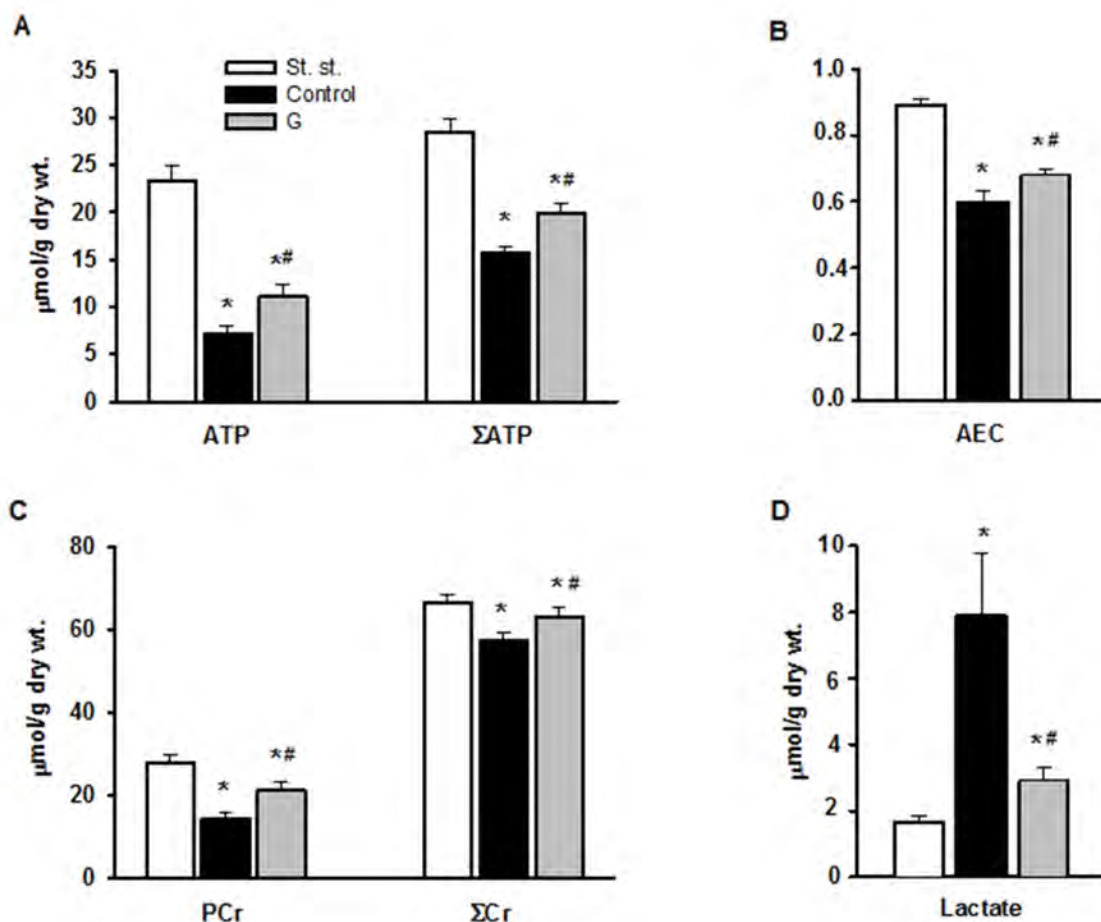 A
St. st.
Control
G
35
30
25
20
15
10
5
0
μmol/g dry wt.
*
*#
*
*#
ATP
ΣATP
B
1.0
0.8
0.6
0.4
0.2
0.0
*
*#
AEC
C
80
60
40
20
0
μmol/g dry wt.
*
*#
*
*#
PCr
ΣCr
D
10
8
6
4
2
0
μmol/g dry wt.
*
*#
Lactate